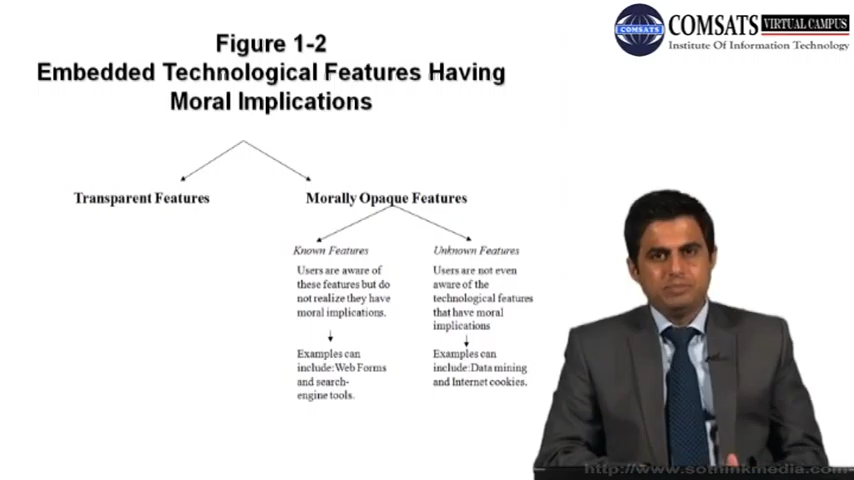 Figure 1-2
Embedded Technological Features Having
Moral Implications
COMSATS VIRTUAL CAMPUS
Institute Of Information Technology
COMSATS
Transparent Features
Morally Opaque Features
Known Features
Users are aware of
these features but do
not realize they have
moral implications.
Examples can
include:Web Forms
and search-
engine tools.
Unknown Features
Users are not even
aware of the
technological features
that have moral
implications
Examples can
include:Data mining
and Internet cookies.
http://www.sothinkmedia.com